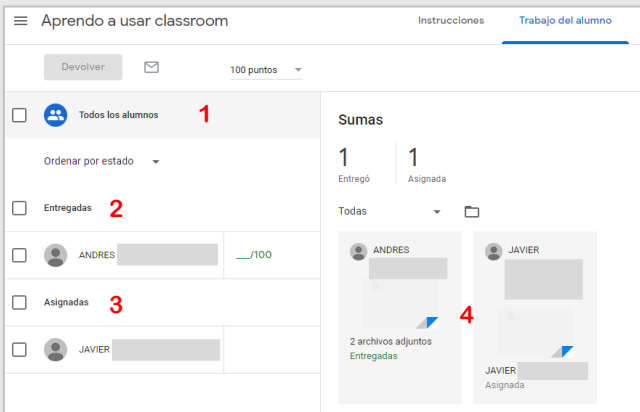 Aprendo a usar classroom
Instrucciones
Trabajo del alumno
Devolver
100 puntos
Todos los alumnos
1
Ordenar por estado
Entregadas
2
ANDRES
__/100
Asignadas
3
JAVIER
Sumas
1
1
Entregó
Asignada
Todas
ANDRES
JAVIER
4
2 archivos adjuntos
Entregadas
JAVIER
Asignada